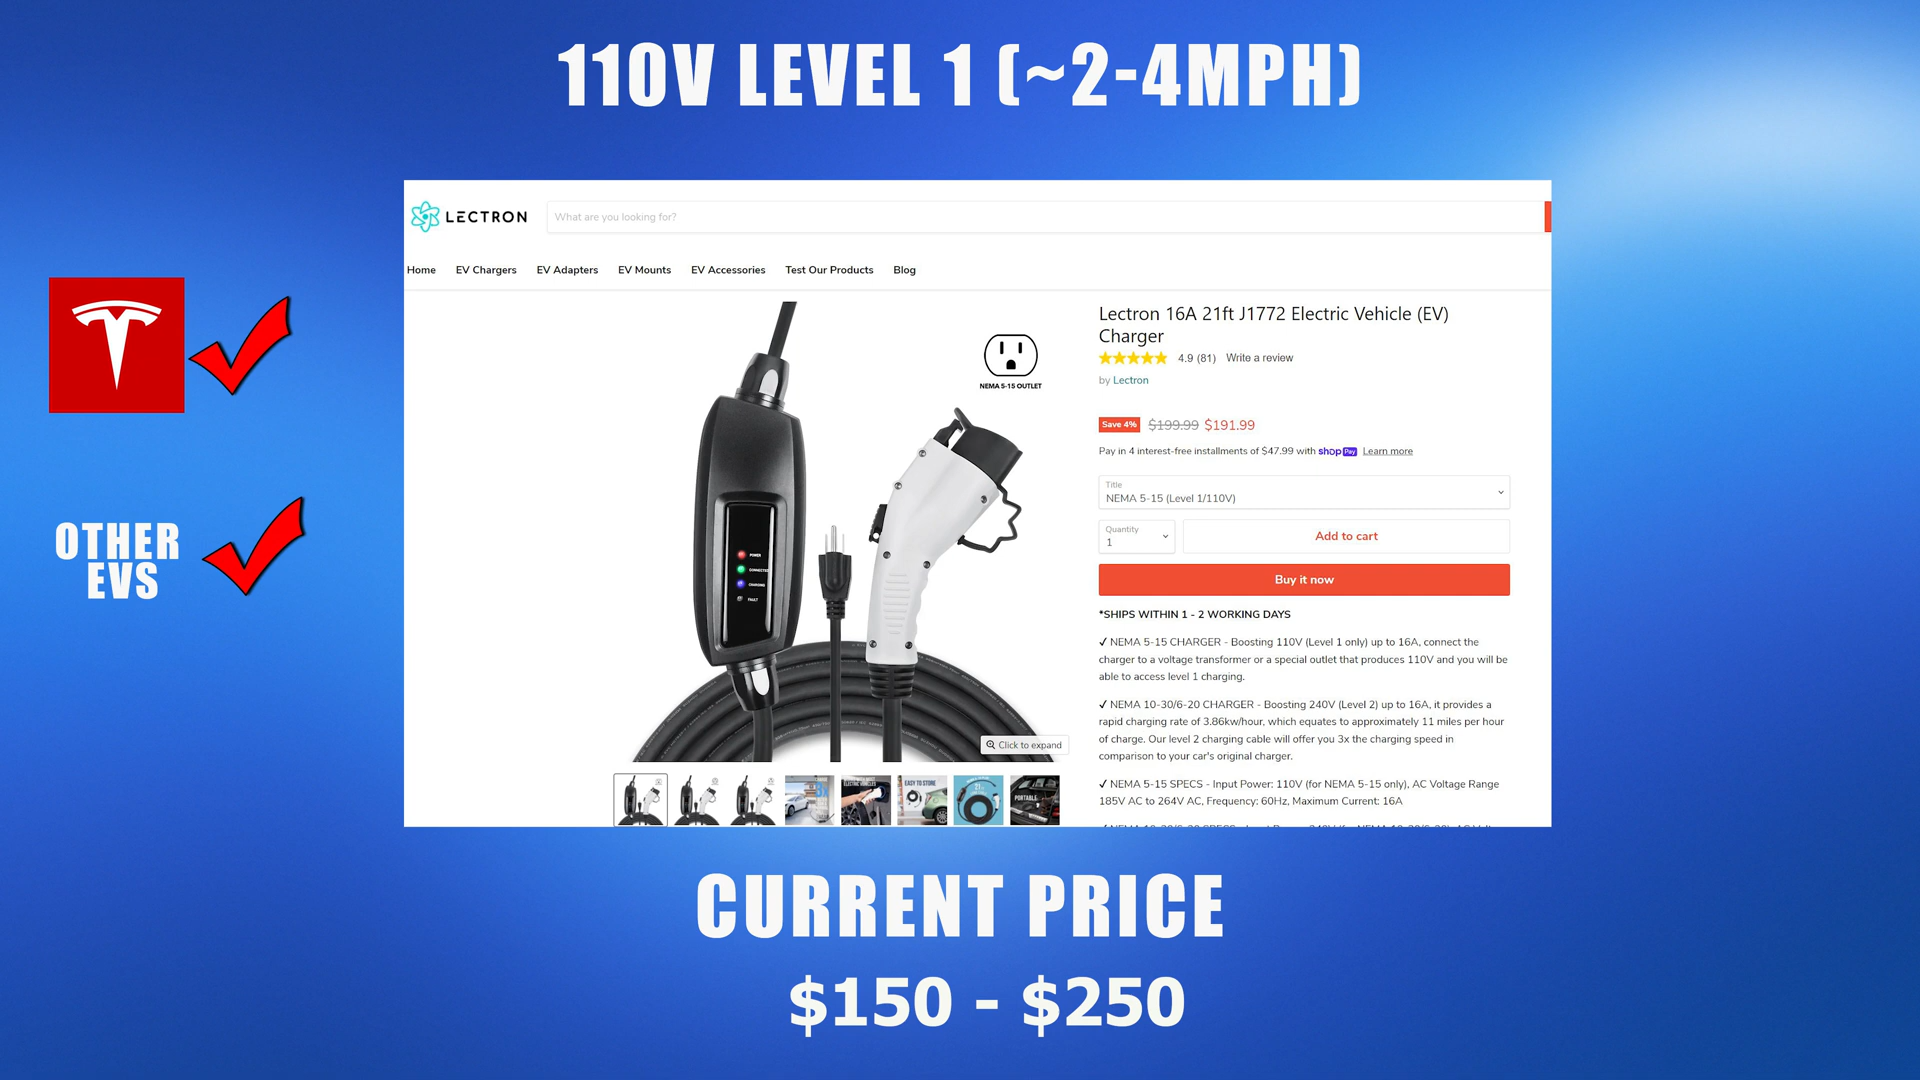 110V LEVEL 1 (~2-4MPH)
LECTRON
What are you looking for?
Home EV Chargers EV Adapters EV Mounts EV Accessories Test Our Products Blog
OTHER
EVS
NEMA 5-15 OUTLET
POWER
CONNECTED
CHARGING
FAULT
Click to expand
EASY TO STORE
PORTABLE
Lectron 16A 21ft J1772 Electric Vehicle (EV)
Charger
4.9 (81) Write a review
by Lectron
Save 4% $199.99 $191.99
Pay in 4 interest-free installments of $47.99 with shop Pay Learn more
Title
NEMA 5-15 (Level 1/110V)
Quantity
1
Add to cart
Buy it now
*SHIPS WITHIN 1 - 2 WORKING DAYS
✓ NEMA 5-15 CHARGER - Boosting 110V (Level 1 only) up to 16A, connect the
charger to a voltage transformer or a special outlet that produces 110V and you will be
able to access level 1 charging.
✓ NEMA 10-30/6-20 CHARGER - Boosting 240V (Level 2) up to 16A, it provides a
rapid charging rate of 3.86kw/hour, which equates to approximately 11 miles per hour
of charge. Our level 2 charging cable will offer you 3x the charging speed in
comparison to your car's original charger.
✓ NEMA 5-15 SPECS - Input Power: 110V (for NEMA 5-15 only), AC Voltage Range
185V AC to 264V AC, Frequency: 60Hz, Maximum Current: 16A
CURRENT PRICE
$150 - $250